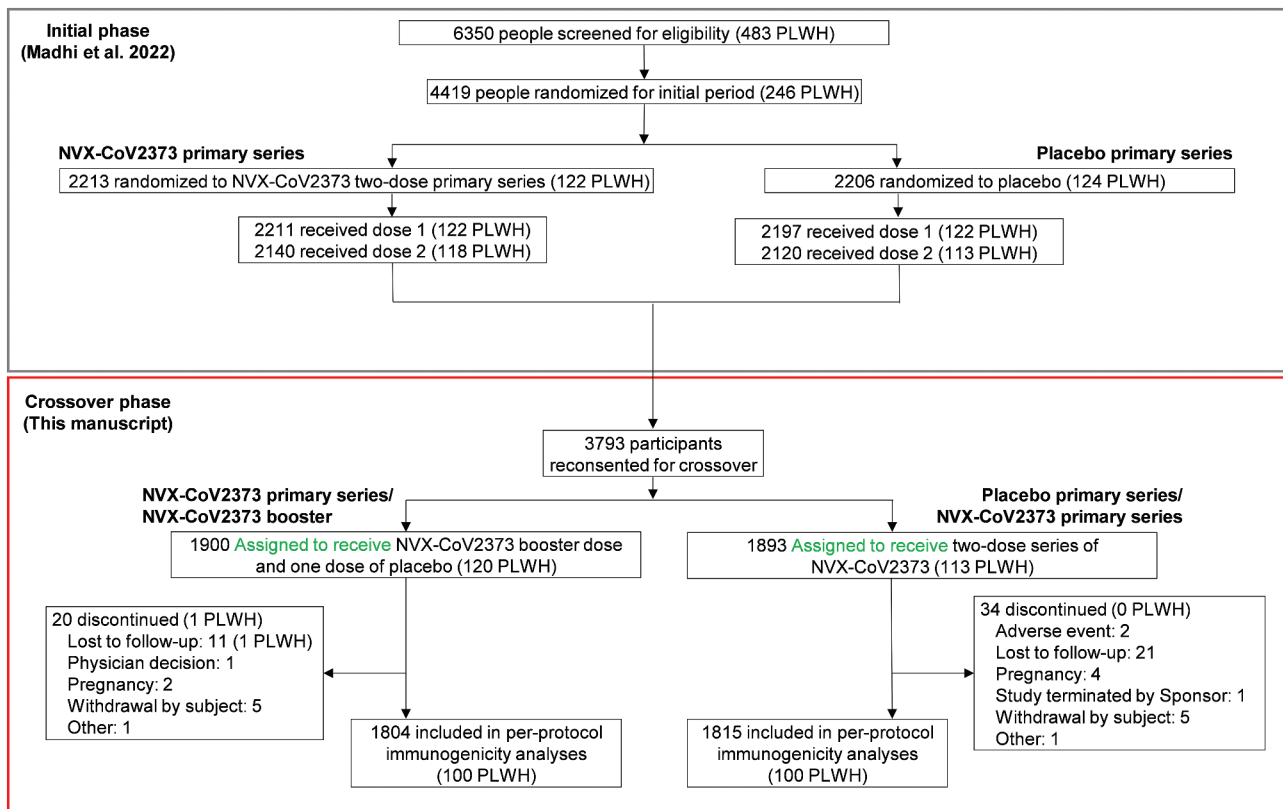 Initial phase
(Madhi et al. 2022)
6350 people screened for eligibility (483 PLWH)
4419 people randomized for initial period (246 PLWH)
NVX-CoV2373 primary series
Placebo primary series
2213 randomized to NVX-CoV2373 two-dose primary series (122 PLWH)
2206 randomized to placebo (124 PLWH)
2211 received dose 1 (122 PLWH)
2140 received dose 2 (118 PLWH)
2197 received dose 1 (122 PLWH)
2120 received dose 2 (113 PLWH)
Crossover phase
(This manuscript)
3793 participants
reconsented for crossover
NVX-CoV2373 primary series/
NVX-CoV2373 booster
Placebo primary series/
NVX-CoV2373 primary series
1900 Assigned to receive NVX-CoV2373 booster dose
and one dose of placebo (120 PLWH)
1893 Assigned to receive two-dose series of
NVX-CoV2373 (113 PLWH)
20 discontinued (1 PLWH)
Lost to follow-up: 11 (1 PLWH)
Physician decision: 1
Pregnancy: 2
Withdrawal by subject: 5
Other: 1
34 discontinued (0 PLWH)
Adverse event: 2
Lost to follow-up: 21
Pregnancy: 4
Study terminated by Sponsor: 1
Withdrawal by subject: 5
Other: 1
1804 included in per-protocol
immunogenicity analyses
(100 PLWH)
1815 included in per-protocol
immunogenicity analyses
(100 PLWH)